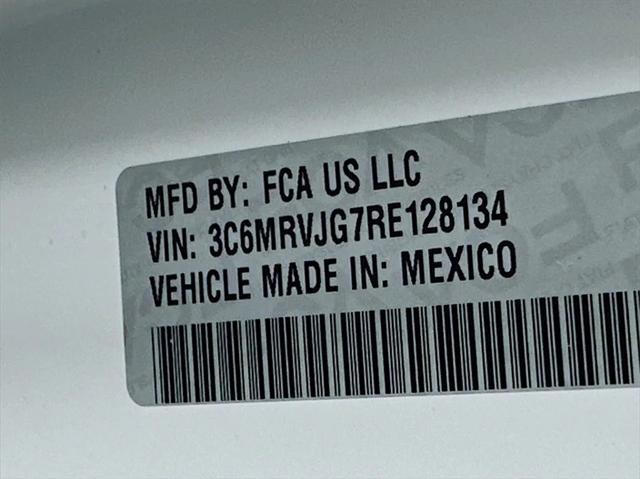 MFD BY: FCA US LLC
VIN: 3C6MRVJG7RE128134
VEHICLE MADE IN: MEXICO